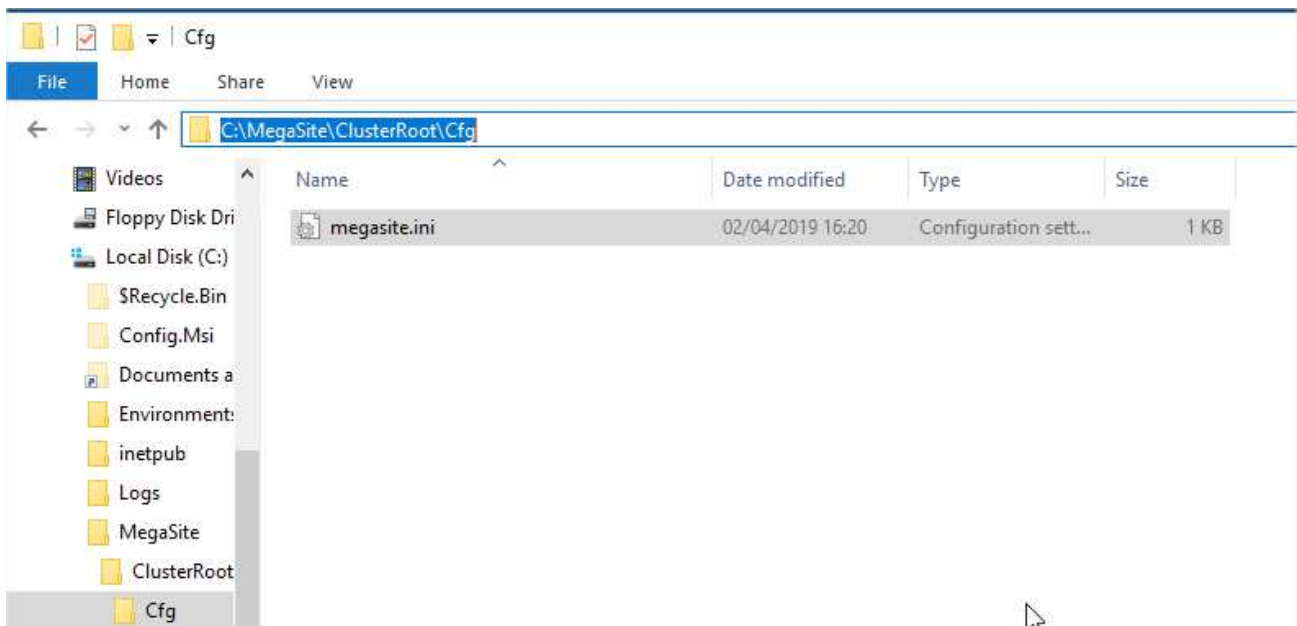 Cfg
File Home Share View
C:\MegaSite\ClusterRoot\Cfg
Name Date modified Type Size
megasite.ini 02/04/2019 16:20 Configuration sett... 1 KB
Videos
Floppy Disk Dri
Local Disk (C:)
$Recycle.Bin
Config.Msi
Documents a
Environments
inetpub
Logs
MegaSite
ClusterRoot
Cfg